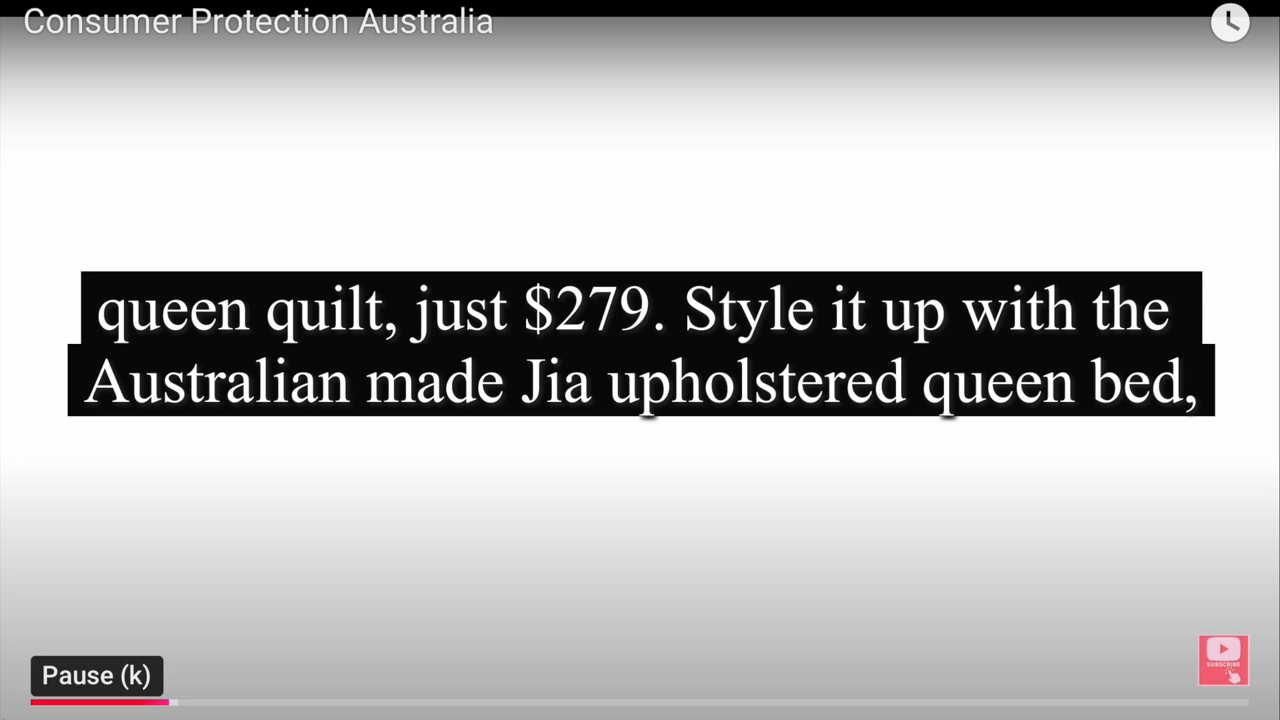 Consumer Protection Australia
queen quilt, just $279. Style it up with the
Australian made Jia upholstered queen bed,
SUBSCRIBE
Pause (k)